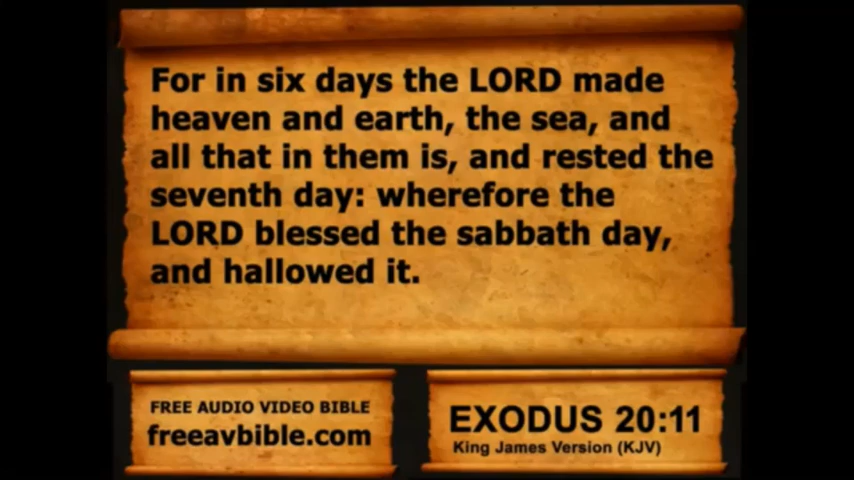 For in six days the LORD made
heaven and earth, the sea, and
all that in them is, and rested the
seventh day: wherefore the
LORD blessed the sabbath day,
and hallowed it.
FREE AUDIO VIDEO BIBLE
freeavbible.com
EXODUS 20:11
King James Version (KJV)